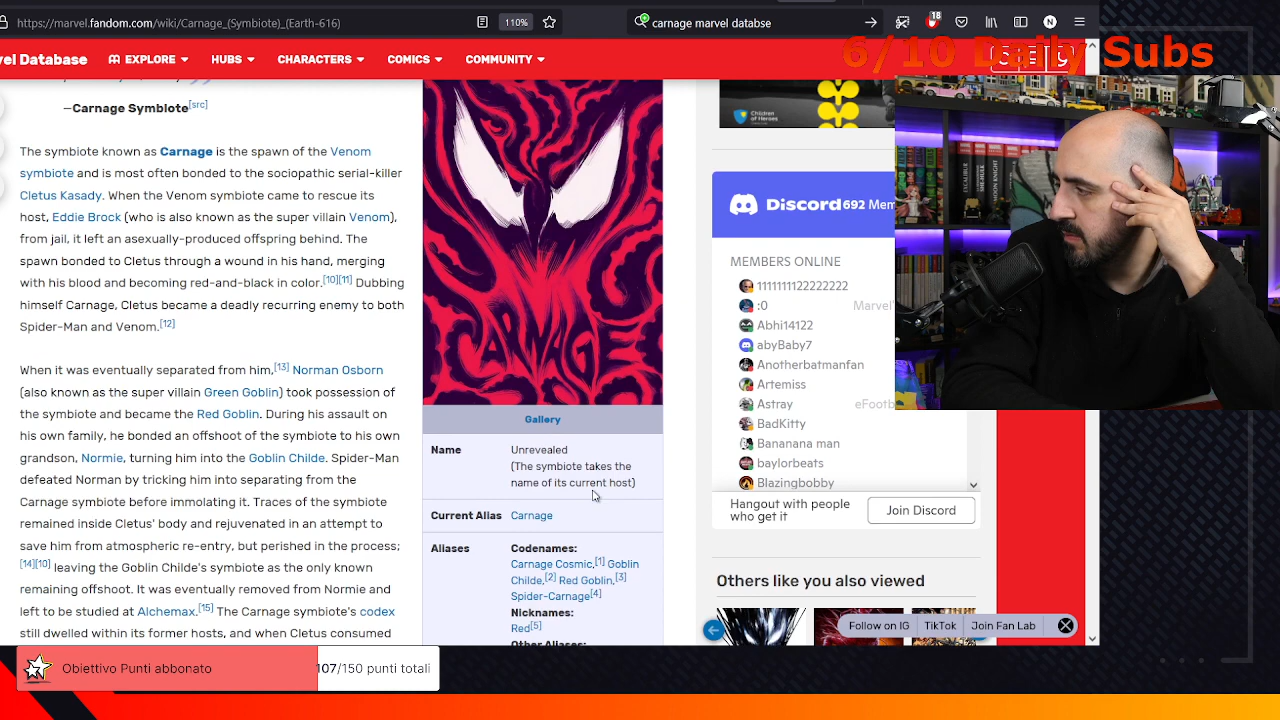 https://marvel.fandom.com/wiki/Carnage_(Symbiote)_(Earth-616)
110%
carnage marvel databse
18
N
6/10 Daily Subs
vel Database
EXPLORE
HUBS
CHARACTERS
COMICS
COMMUNITY
—Carnage Symbiote[src]
The symbiote known as Carnage is the spawn of the Venom
symbiote and is most often bonded to the sociopathic serial-killer
Cletus Kasady. When the Venom symbiote came to rescue its
host, Eddie Brock (who is also known as the super villain Venom),
from jail, it left an asexually-produced offspring behind. The
spawn bonded to Cletus through a wound in his hand, merging
with his blood and becoming red-and-black in color.[10][11] Dubbing
himself Carnage, Cletus became a deadly recurring enemy to both
Spider-Man and Venom.[12]
When it was eventually separated from him,[13] Norman Osborn
(also known as the super villain Green Goblin) took possession of
the symbiote and became the Red Goblin. During his assault on
his own family, he bonded an offshoot of the symbiote to his own
grandson, Normie, turning him into the Goblin Childe. Spider-Man
defeated Norman by tricking him into separating from the
Carnage symbiote before immolating it. Traces of the symbiote
remained inside Cletus' body and rejuvenated in an attempt to
save him from atmospheric re-entry, but perished in the process;
[14][10] leaving the Goblin Childe's symbiote as the only known
remaining offshoot. It was eventually removed from Normie and
left to be studied at Alchemax.[15] The Carnage symbiote's codex
still dwelled within its former hosts, and when Cletus consumed
CARNAGE
Gallery
Name
Unrevealed
(The symbiote takes the
name of its current host)
Current Alias
Carnage
Aliases
Codenames:
Carnage Cosmic,[1] Goblin
Childe,[2] Red Goblin,[3]
Spider-Carnage[4]
Nicknames:
Red[5]
Other Aliases:
Children
of Heroes
Discord
692 Mem
MEMBERS ONLINE
1111111122222222
:0
Marvel'
Abhi14122
abyBaby7
Anotherbatmanfan
Artemiss
Astray
eFootb
BadKitty
Bananana man
baylorbeats
Blazingbobby
Hangout with people
who get it
Join Discord
Others like you also viewed
Follow on IG
TikTok
Join Fan Lab
EXCALIBUR
SHE-HULK
Obiettivo Punti abbonato
107/150 punti totali